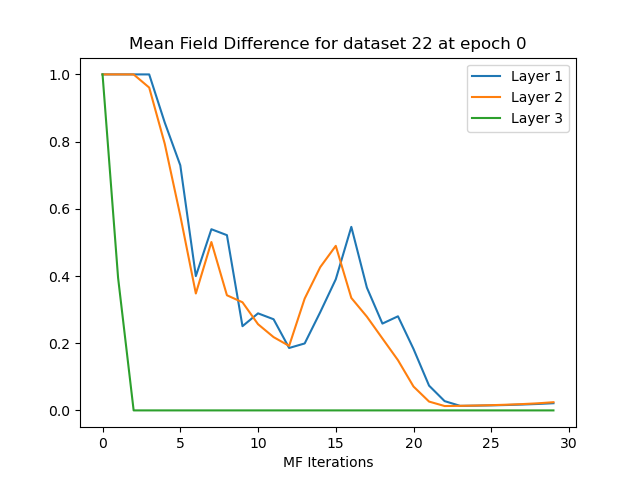 Mean Field Difference for dataset 22 at epoch 0
Layer 1
Layer 2
Layer 3
1.0
0.8
0.6
0.4
0.2
0.0
0 5 10 15 20 25 30
MF Iterations